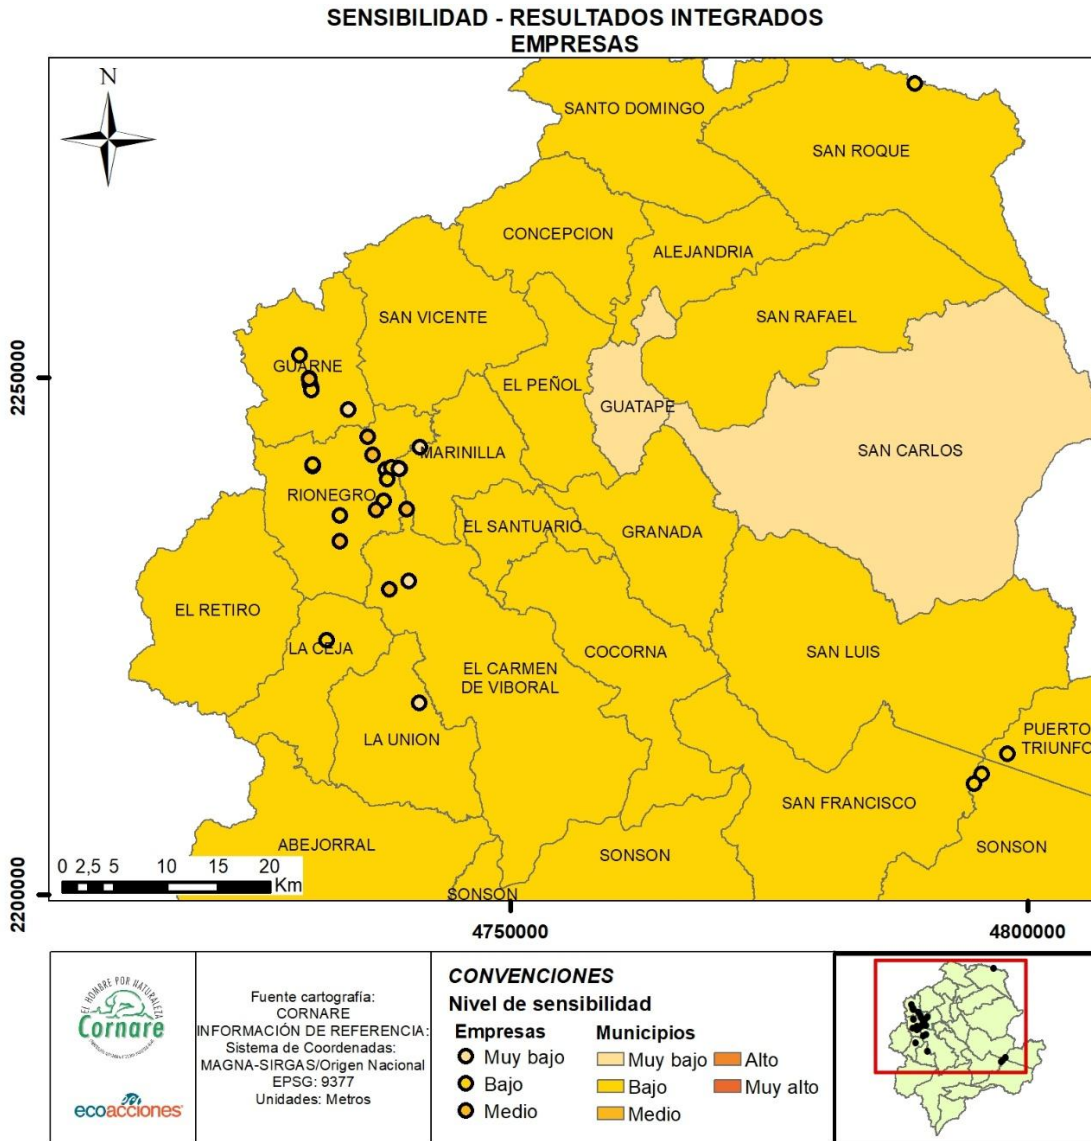 SENSIBILIDAD - RESULTADOS INTEGRADOS
EMPRESAS
N
SANTO DOMINGO
SAN ROQUE
CONCEPCION
ALEJANDRIA
SAN VICENTE
SAN RAFAEL
GUARNE
EL PEÑOL
GUATAPE
MARINILLA
SAN CARLOS
RIONEGRO
EL SANTUARIO
GRANADA
EL RETIRO
LA CEJA
COCORNA
SAN LUIS
EL CARMEN
DE VIBORAL
LA UNION
PUERTO
TRIUNFO
SAN FRANCISCO
ABEJORRAL
SONSON
SONSON
SONSON
2250000
2200000
0 2,5 5 10 15 20
Km
4750000
4800000
EL HOMBRE POR NATURALEZA
Cornare
ecoacciones
Fuente cartografía:
CORNARE
INFORMACIÓN DE REFERENCIA:
Sistema de Coordenadas:
MAGNA-SIRGAS/Origen Nacional
EPSG: 9377
Unidades: Metros
CONVENCIONES
Nivel de sensibilidad
Empresas
Muy bajo
Bajo
Medio
Municipios
Muy bajo
Bajo
Medio
Alto
Muy alto